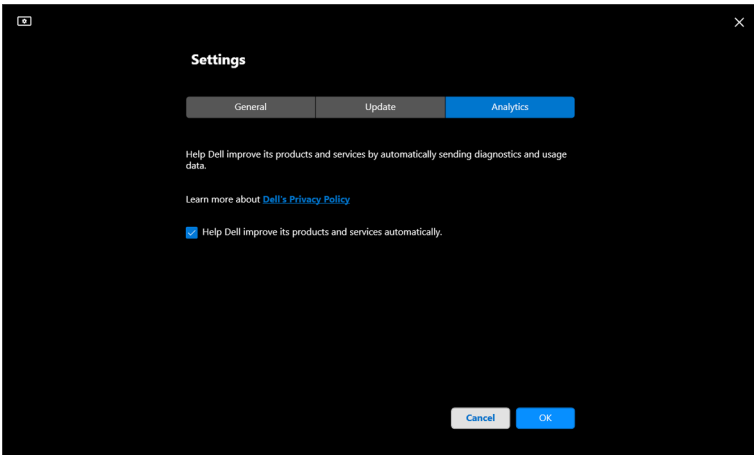 Settings
General Update Analytics
Help Dell improve its products and services by automatically sending diagnostics and usage
data.
Learn more about Dell's Privacy Policy
Help Dell improve its products and services automatically.
Cancel OK